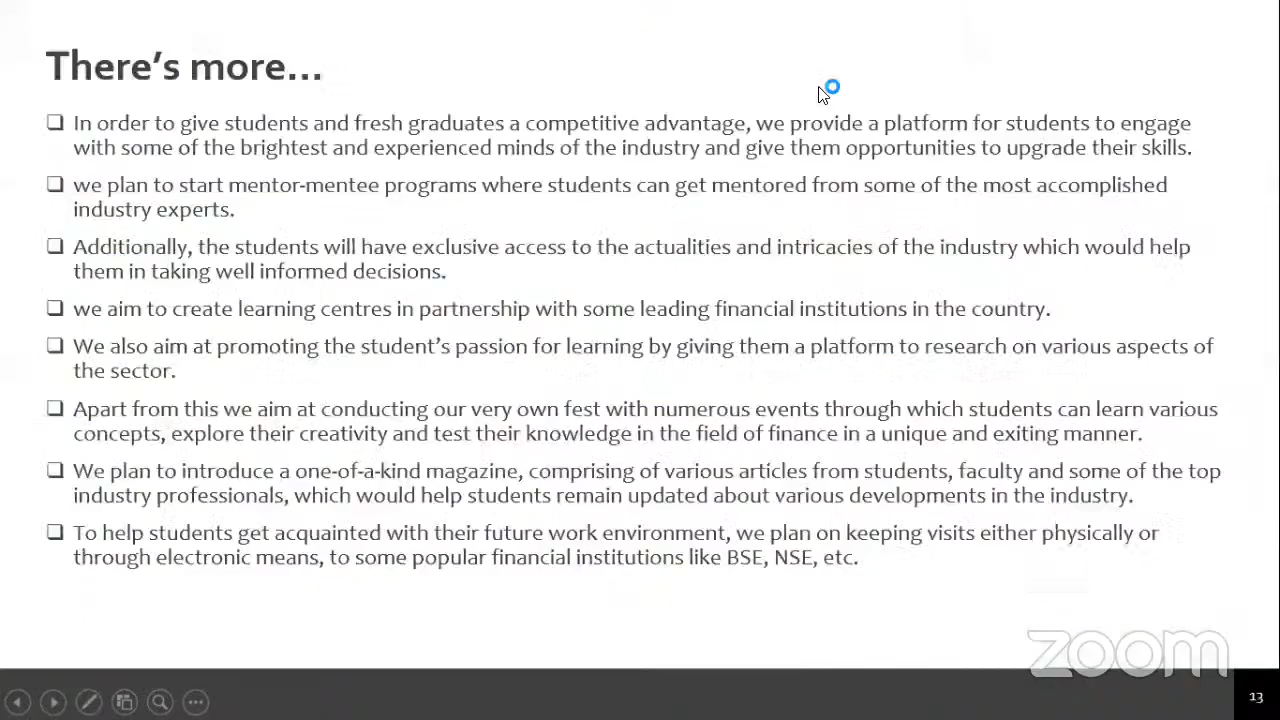 There's more...
In order to give students and fresh graduates a competitive advantage, we provide a platform for students to engage
with some of the brightest and experienced minds of the industry and give them opportunities to upgrade their skills.
we plan to start mentor-mentee programs where students can get mentored from some of the most accomplished
industry experts.
Additionally, the students will have exclusive access to the actualities and intricacies of the industry which would help
them in taking well informed decisions.
we aim to create learning centres in partnership with some leading financial institutions in the country.
We also aim at promoting the student's passion for learning by giving them a platform to research on various aspects of
the sector.
Apart from this we aim at conducting our very own fest with numerous events through which students can learn various
concepts, explore their creativity and test their knowledge in the field of finance in a unique and exiting manner.
We plan to introduce a one-of-a-kind magazine, comprising of various articles from students, faculty and some of the top
industry professionals, which would help students remain updated about various developments in the industry.
To help students get acquainted with their future work environment, we plan on keeping visits either physically or
through electronic means, to some popular financial institutions like BSE, NSE, etc.
zoom
13